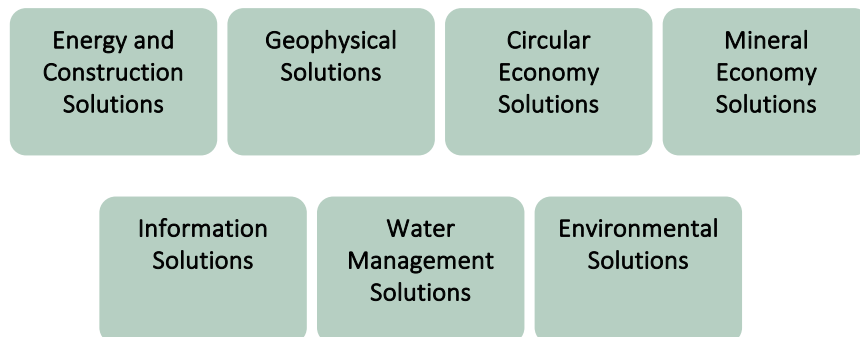 Energy and
Construction
Solutions
Geophysical
Solutions
Circular
Economy
Solutions
Mineral
Economy
Solutions
Information
Solutions
Water
Management
Solutions
Environmental
Solutions